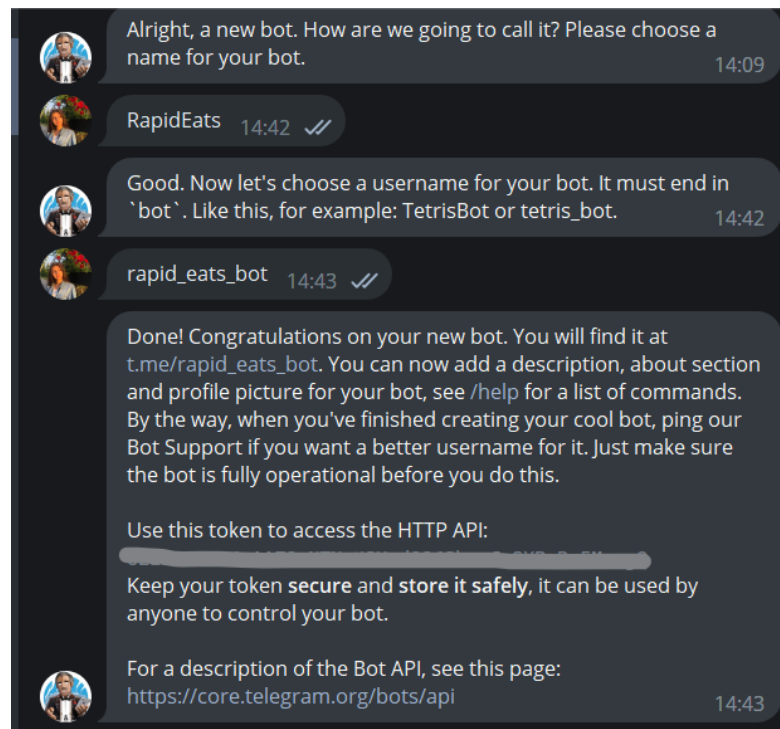 Alright, a new bot. How are we going to call it? Please choose a
name for your bot.
14:09
RapidEats 14:42
Good. Now let's choose a username for your bot. It must end in
`bot`. Like this, for example: TetrisBot or tetris_bot.
14:42
rapid_eats_bot 14:43
Done! Congratulations on your new bot. You will find it at
t.me/rapid_eats_bot. You can now add a description, about section
and profile picture for your bot, see /help for a list of commands.
By the way, when you've finished creating your cool bot, ping our
Bot Support if you want a better username for it. Just make sure
the bot is fully operational before you do this.
Use this token to access the HTTP API:
Keep your token secure and store it safely, it can be used by
anyone to control your bot.
For a description of the Bot API, see this page:
https://core.telegram.org/bots/api
14:43